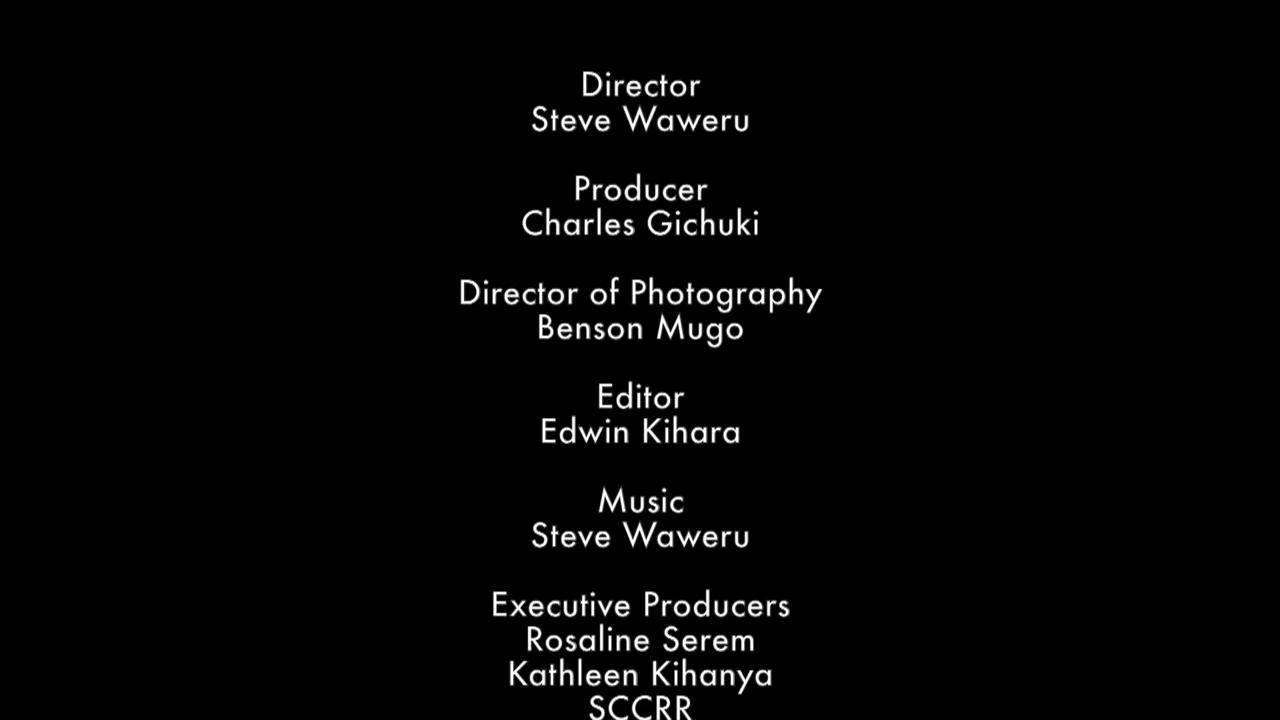 Director
Steve Waweru
Producer
Charles Gichuki
Director of Photography
Benson Mugo
Editor
Edwin Kihara
Music
Steve Waweru
Executive Producers
Rosaline Serem
Kathleen Kihanya
SCCRR